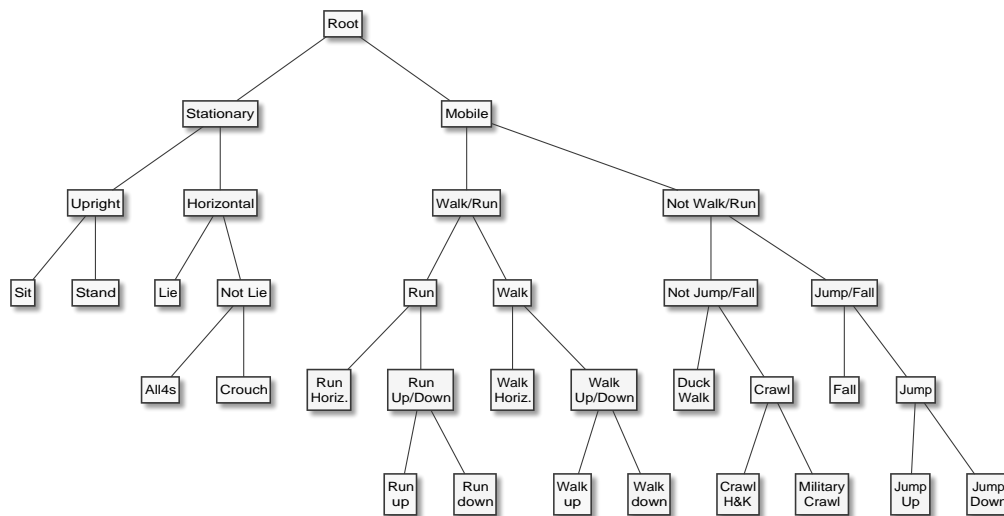 Root
Stationary
Mobile
Upright
Horizontal
Walk/Run
Not Walk/Run
Sit
Stand
Lie
Not Lie
Run
Walk
Not Jump/Fall
Jump/Fall
All4s
Crouch
Run
Horiz.
Run
Up/Down
Walk
Horiz.
Walk
Up/Down
Duck
Walk
Crawl
Fall
Jump
Run
up
Run
down
Walk
up
Walk
down
Crawl
H&K
Military
Crawl
Jump
Up
Jump
Down